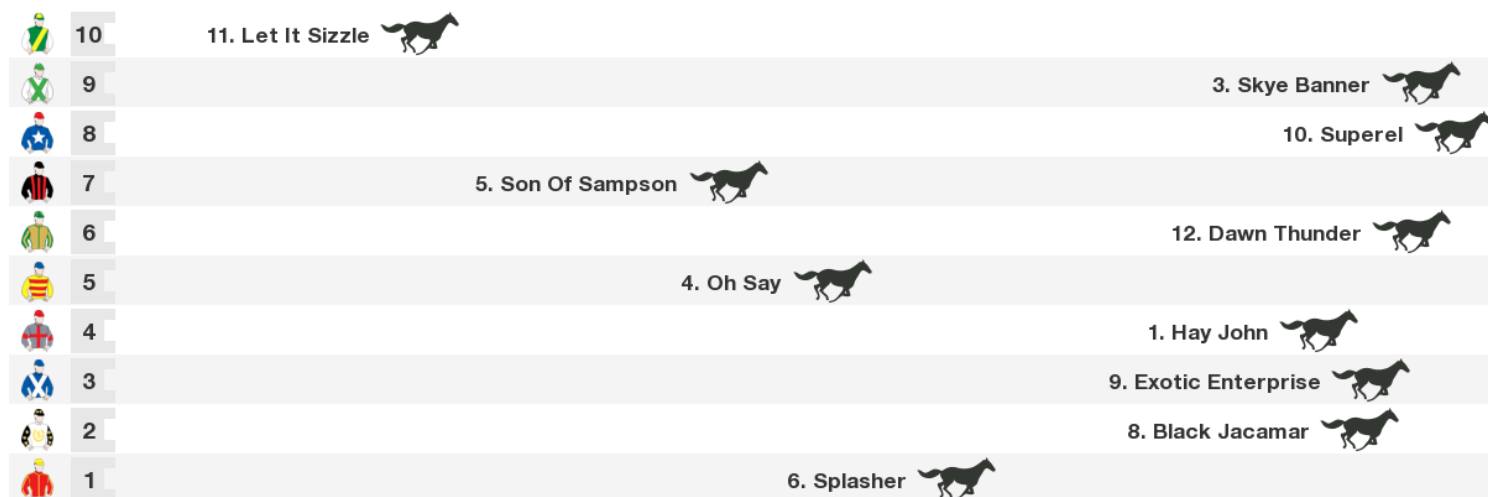 10 11. Let It Sizzle
9 3. Skye Banner
8 10. Superel
7 5. Son Of Sampson
6 12. Dawn Thunder
5 4. Oh Say
4 1. Hay John
3 9. Exotic Enterprise
2 8. Black Jacamar
1 6. Splasher